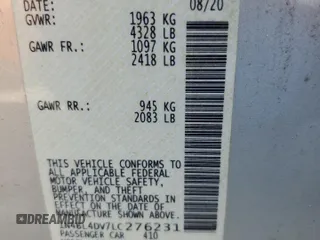 DATE: 08/20
GVWR: 1963 KG
4328 LB
GAWR FR.: 1097 KG
2418 LB
GAWR RR: 945 KG
2083 LB
THIS VEHICLE CONFORMS TO
ALL APPLICABLE FEDERAL
MOTOR VEHICLE SAFETY,
BUMPER, AND THEFT
PREVENTION STANDARDS IN
EFFECT ON THE DATE OF
MANUFACTURE SHOWN ABOVE.
1N4BL4DV7LC276231
PASSENGER CAR 410
DREAMBID